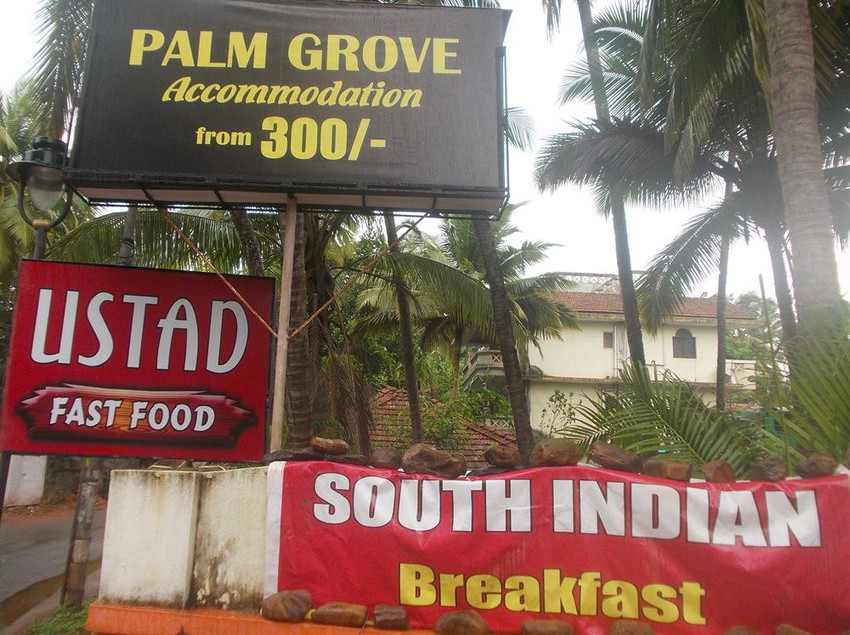 PALM GROVE
Accommodation
from 300/-
USTAD
FAST FOOD
SOUTH INDIAN
Breakfast